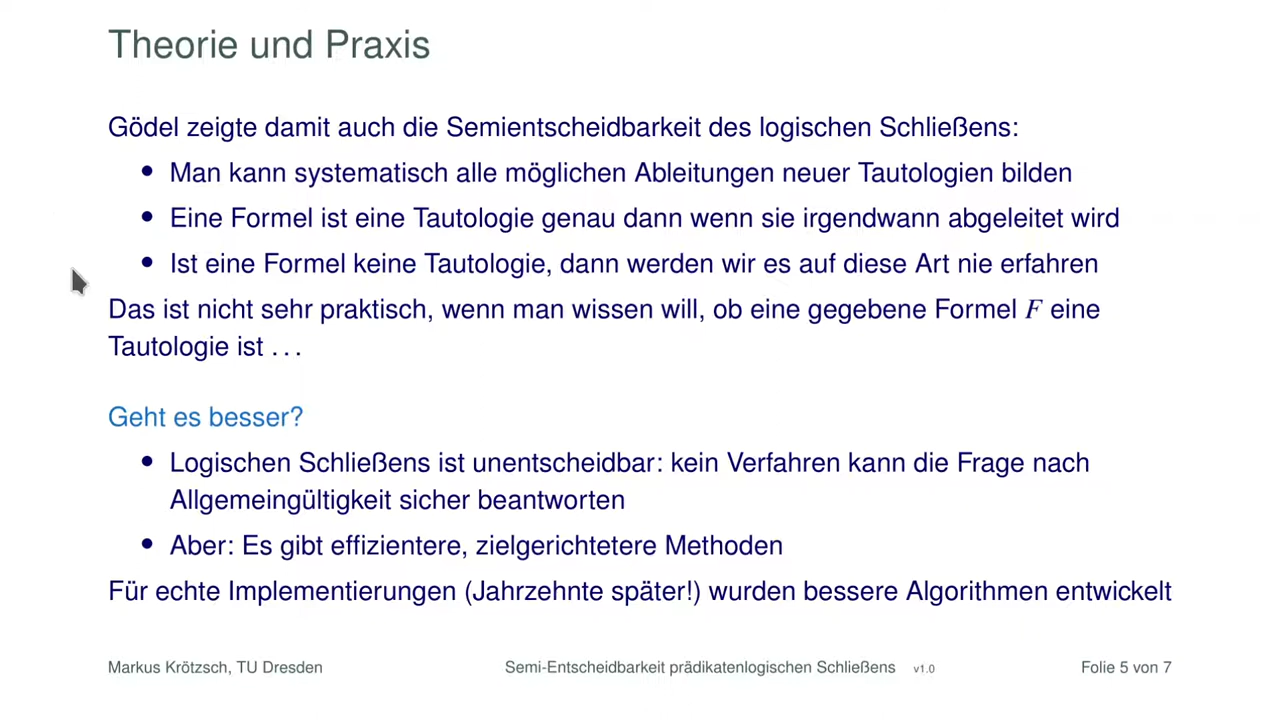 Theorie und Praxis
Gödel zeigte damit auch die Semientscheidbarkeit des logischen Schließens:
• Man kann systematisch alle möglichen Ableitungen neuer Tautologien bilden
• Eine Formel ist eine Tautologie genau dann wenn sie irgendwann abgeleitet wird
• Ist eine Formel keine Tautologie, dann werden wir es auf diese Art nie erfahren
Das ist nicht sehr praktisch, wenn man wissen will, ob eine gegebene Formel F eine
Tautologie ist . . .
Geht es besser?
• Logischen Schließens ist unentscheidbar: kein Verfahren kann die Frage nach
Allgemeingültigkeit sicher beantworten
• Aber: Es gibt effizientere, zielgerichtetere Methoden
Für echte Implementierungen (Jahrzehnte später!) wurden bessere Algorithmen entwickelt
Markus Krötzsch, TU Dresden Semi-Entscheidbarkeit prädikatenlogischen Schließens v1.0 Folie 5 von 7